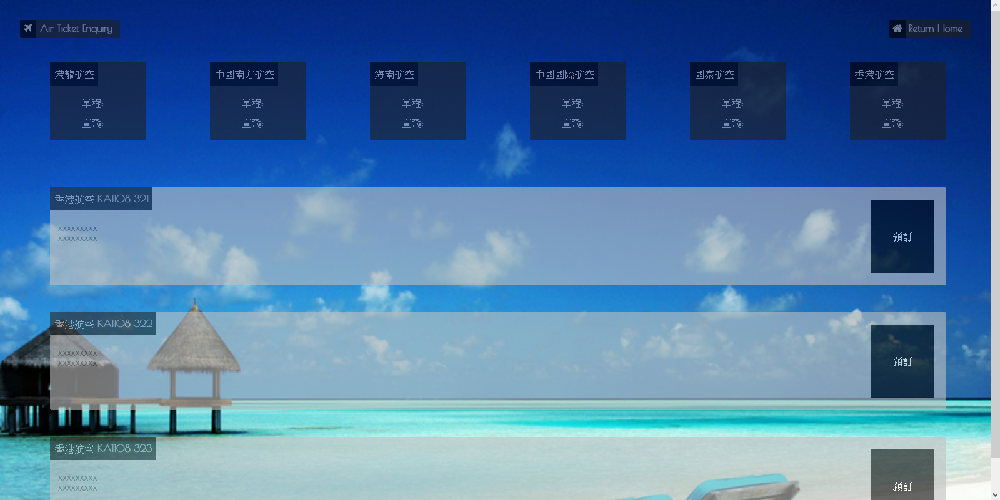 Air Ticket Enquiry
Return Home
港龍航空
單程: --
直飛: --
中國南方航空
單程: --
直飛: --
海南航空
單程: --
直飛: --
中國國際航空
單程: --
直飛: --
國泰航空
單程: --
直飛: --
香港航空
單程: --
直飛: --
香港航空 KA1108 321
xxxxxxxxx
xxxxxxxxx
預訂
香港航空 KA1108 322
xxxxxxxxx
xxxxxxxxx
預訂
香港航空 KA1108 323
xxxxxxxxx
xxxxxxxxx
預訂